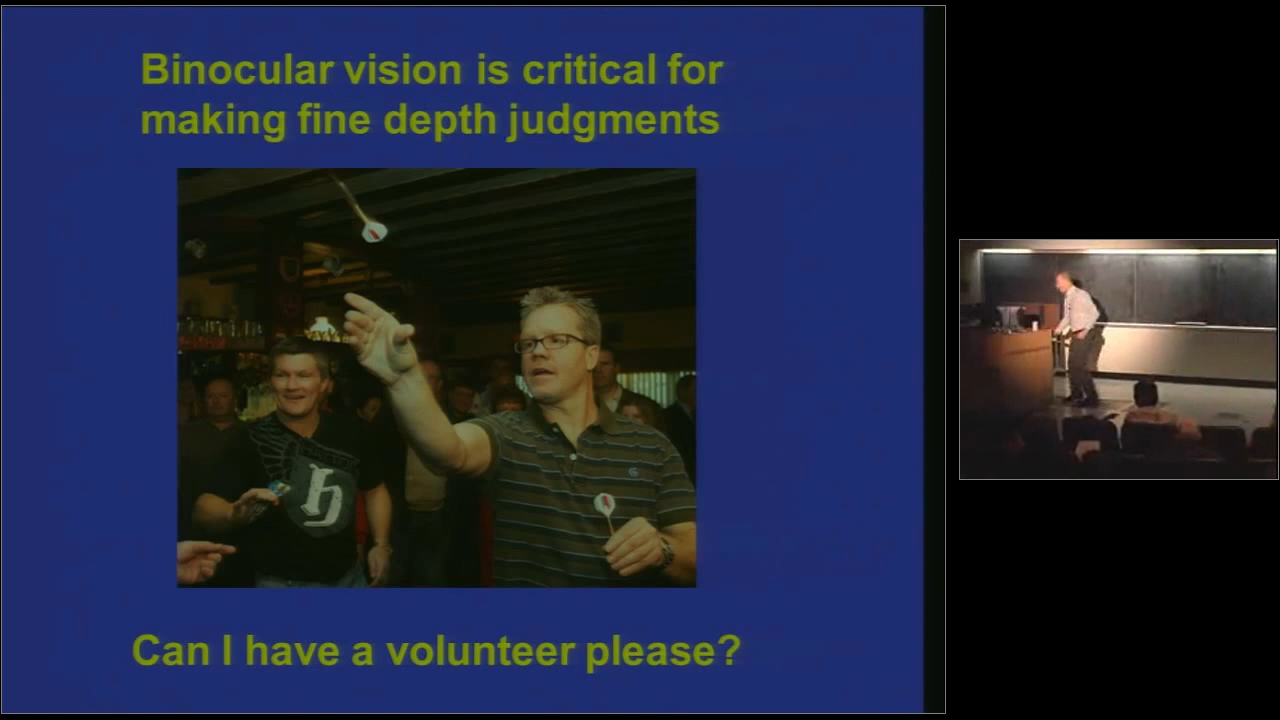 Binocular vision is critical for
making fine depth judgments
Can I have a volunteer please?